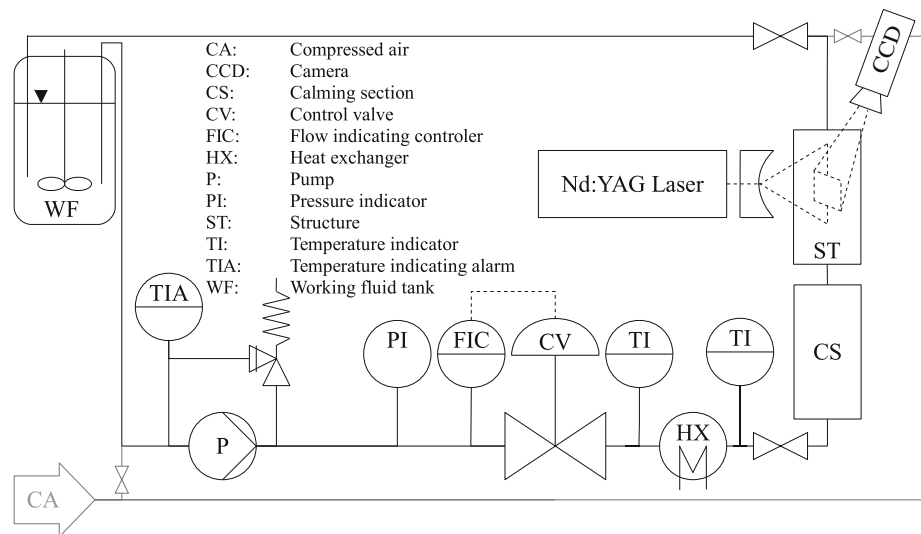 CA: Compressed air
CCD: Camera
CS: Calming section
CV: Control valve
FIC: Flow indicating controler
HX: Heat exchanger
P: Pump
PI: Pressure indicator
ST: Structure
TI: Temperature indicator
TIA: Temperature indicating alarm
WF: Working fluid tank
CCD
Nd:YAG Laser
WF
ST
TIA
PI
FIC
CV
TI
TI
CS
P
HX
CA